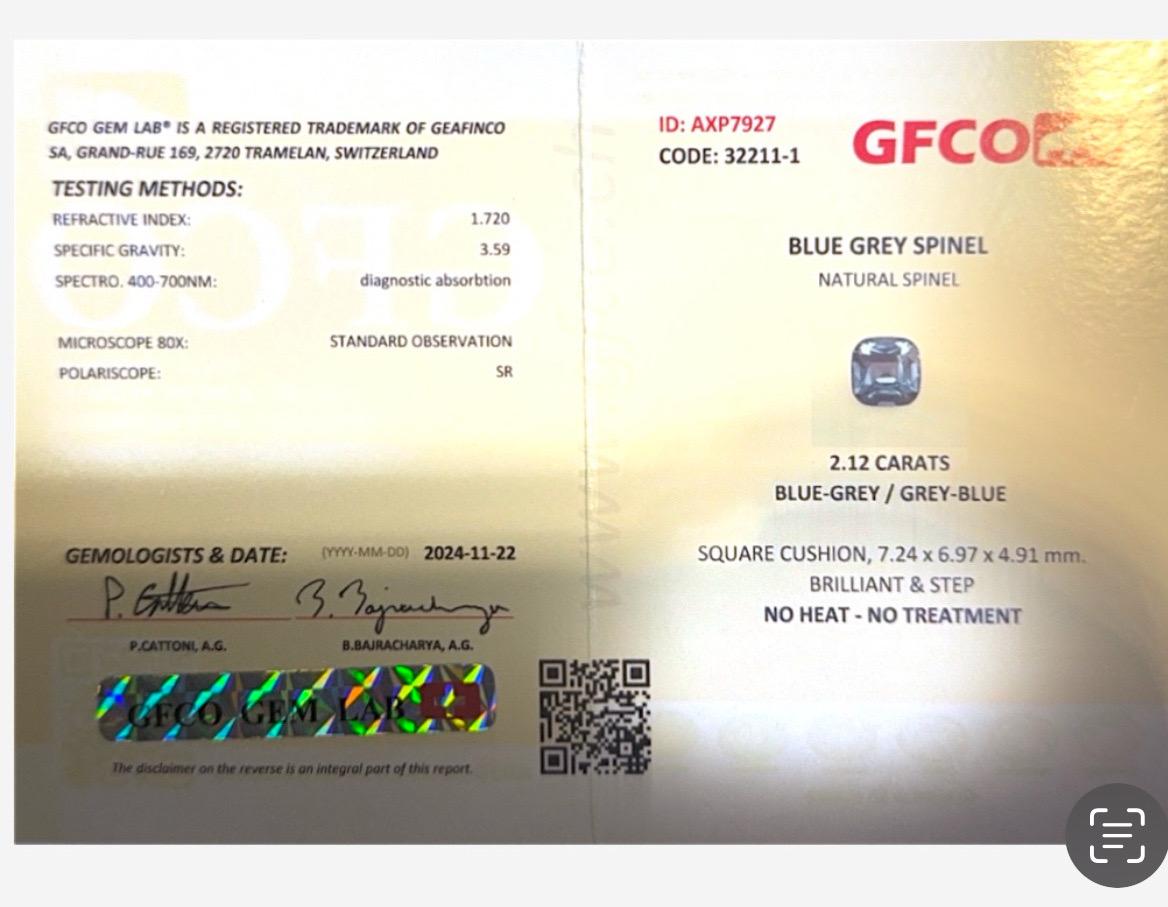 GFCO GEM LAB® IS A REGISTERED TRADEMARK OF GEAFINCO
SA, GRAND-RUE 169, 2720 TRAMELAN, SWITZERLAND
TESTING METHODS:
REFRACTIVE INDEX: 1.720
SPECIFIC GRAVITY: 3.59
SPECTRO. 400-700NM: diagnostic absorbtion
MICROSCOPE 80X: STANDARD OBSERVATION
POLARISCOPE: SR
GEMOLOGISTS & DATE: (YYYY-MM-DD) 2024-11-22
P.CATTONI, A.G. B.BAJRACHARYA, A.G.
GFCO GEM LAB
The disclaimer on the reverse is an integral part of this report.
ID: AXP7927
CODE: 32211-1
GFCO
BLUE GREY SPINEL
NATURAL SPINEL
2.12 CARATS
BLUE-GREY / GREY-BLUE
SQUARE CUSHION, 7.24 x 6.97 x 4.91 mm.
BRILLIANT & STEP
NO HEAT - NO TREATMENT